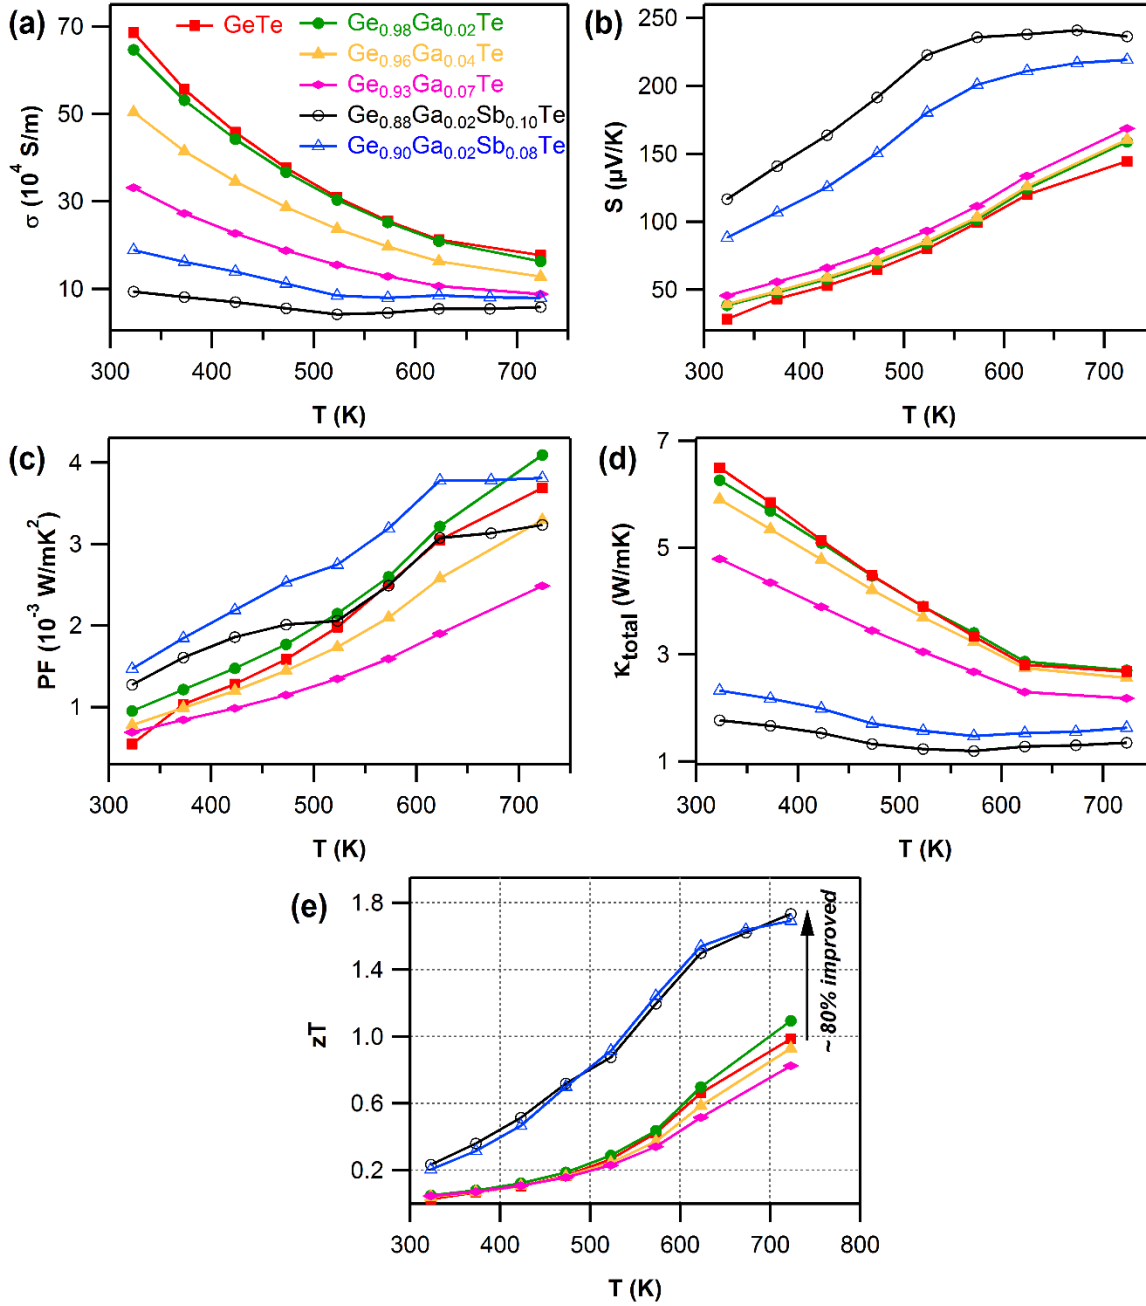 (a)
70
50
30
10
σ (10⁴ S/m)
GeTe
Ge₀.₉₈Ga₀.₀₂Te
Ge₀.₉₆Ga₀.₀₄Te
Ge₀.₉₃Ga₀.₀₇Te
Ge₀.₈₈Ga₀.₀₂Sb₀.₁₀Te
Ge₀.₉₀Ga₀.₀₂Sb₀.₀₈Te
300 400 500 600 700
T (K)
(b)
250
200
150
100
50
S (µV/K)
300 400 500 600 700
T (K)
(c)
4
3
2
1
PF (10⁻³ W/mK²)
300 400 500 600 700
T (K)
(d)
7
5
3
1
κtotal (W/mK)
300 400 500 600 700
T (K)
(e)
1.8
1.4
1.0
0.6
0.2
zT
~ 80% improved
300 400 500 600 700 800
T (K)